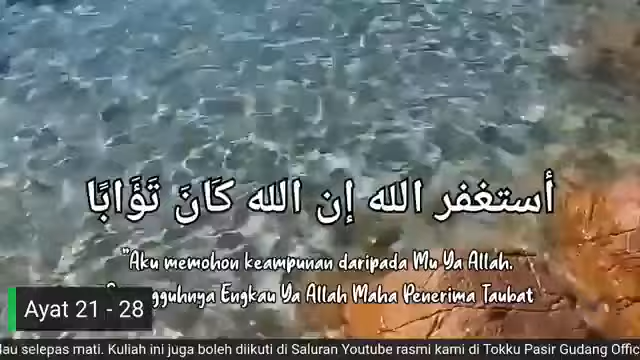 أستغفر الله إن الله كَانَ تَوَابًا
"Aku memohon keampunan daripada Mu Ya Allah.
Engkau Ya Allah Maha Penerima Taubat
Ayat 21 - 28
selepas mati. Kuliah ini juga boleh diikuti di Saluran Youtube rasmi kami di Tokku Pasir Gudang